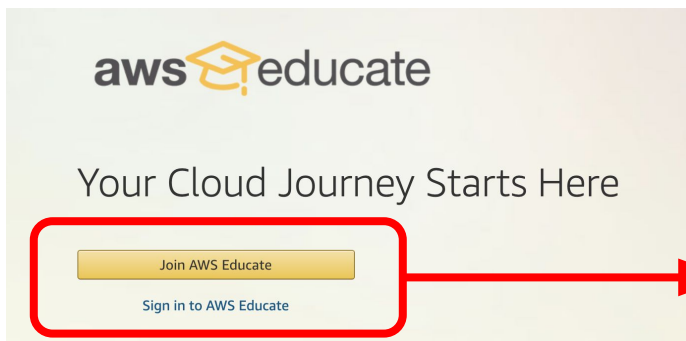 aws educate
Your Cloud Journey Starts Here
Join AWS Educate
Sign in to AWS Educate